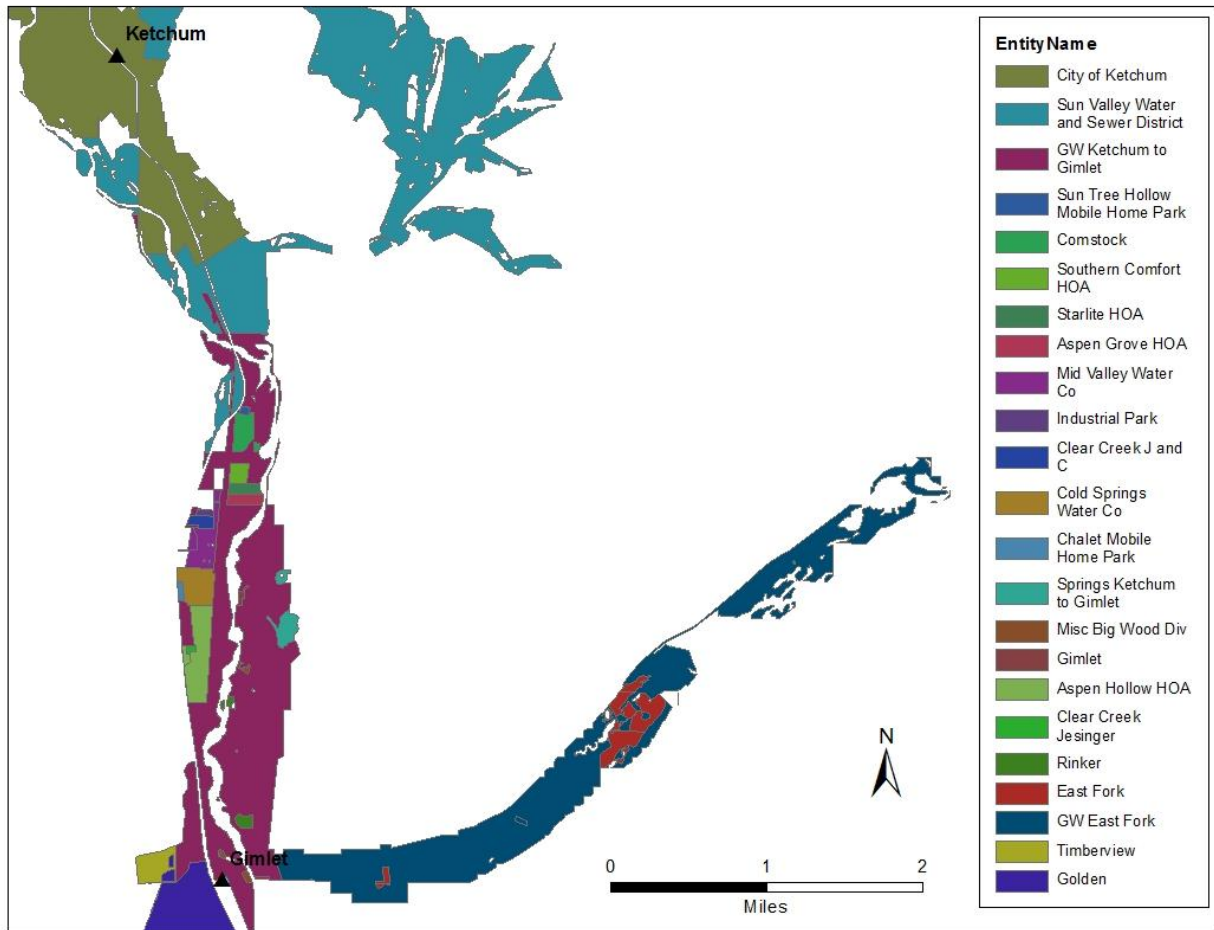 Ketchum
EntityName
City of Ketchum
Sun Valley Water
and Sewer District
GW Ketchum to
Gimlet
Sun Tree Hollow
Mobile Home Park
Comstock
Southern Comfort
HOA
Starlite HOA
Aspen Grove HOA
Mid Valley Water
Co
Industrial Park
Clear Creek J and
C
Cold Springs
Water Co
Chalet Mobile
Home Park
Springs Ketchum
to Gimlet
Misc Big Wood Div
Gimlet
Aspen Hollow HOA
Clear Creek
Jesinger
Rinker
East Fork
GW East Fork
Timberview
Golden
N
Gimlet
0 1 2
Miles